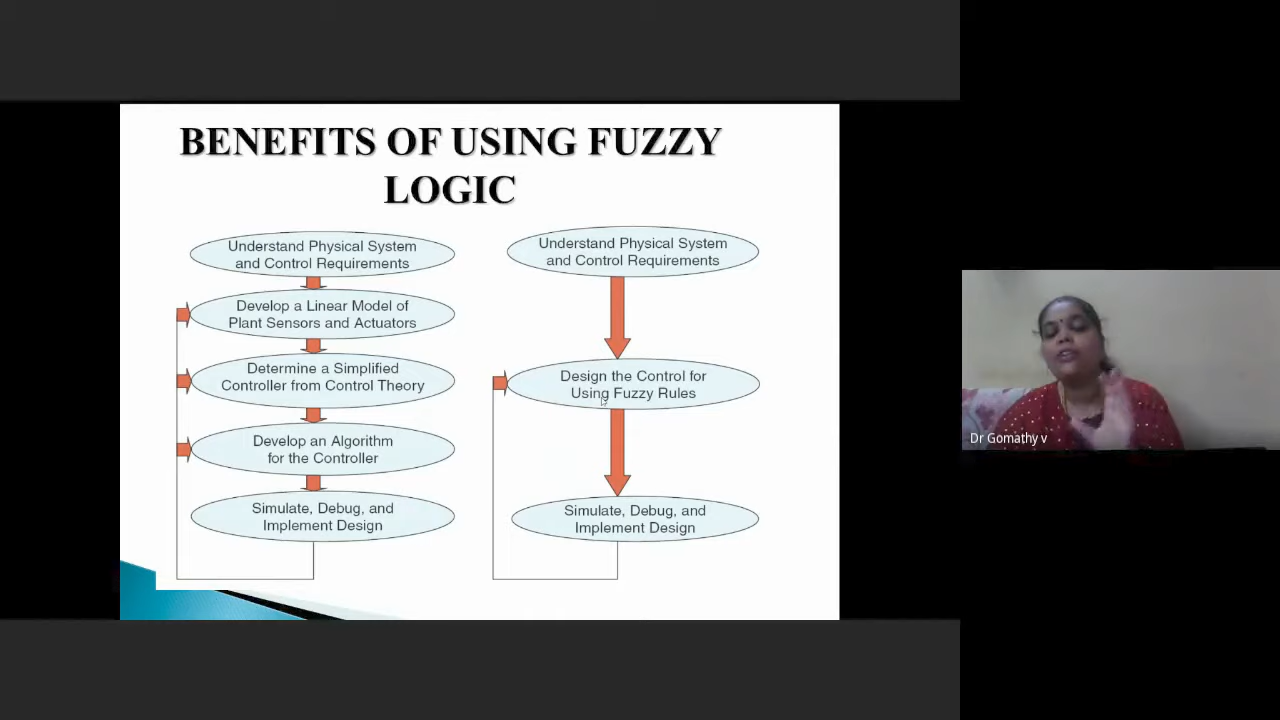 BENEFITS OF USING FUZZY
LOGIC
Understand Physical System
and Control Requirements
Develop a Linear Model of
Plant Sensors and Actuators
Determine a Simplified
Controller from Control Theory
Develop an Algorithm
for the Controller
Simulate, Debug, and
Implement Design
Understand Physical System
and Control Requirements
Design the Control for
Using Fuzzy Rules
Simulate, Debug, and
Implement Design
Dr Gomathy v